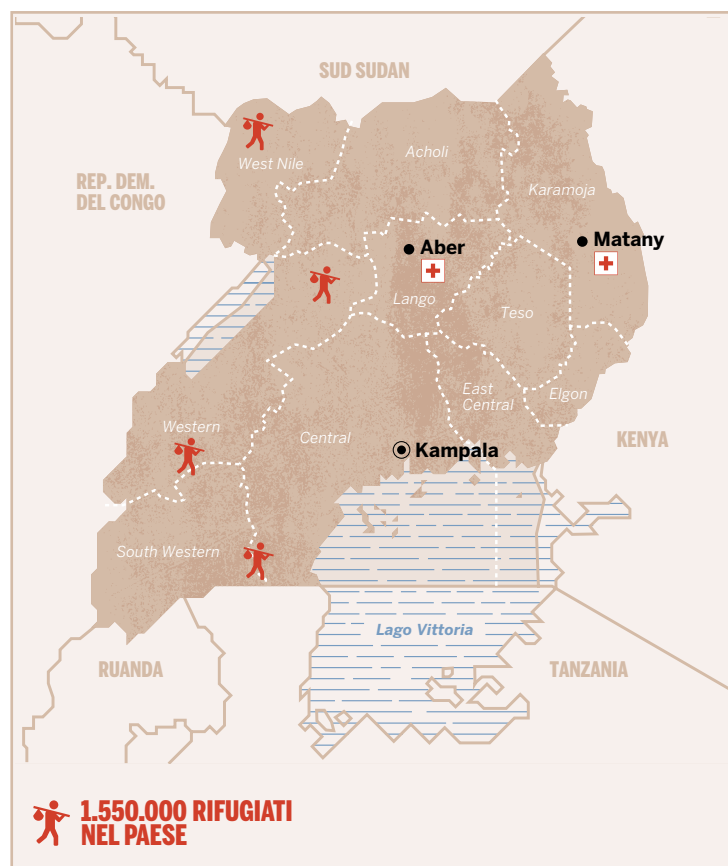 SUD SUDAN
West Nile
Acholi
Karamoja
REP. DEM.
DEL CONGO
Aber
Matany
Lango
Teso
East
Central
Elgon
Western
Central
Kampala
KENYA
South Western
Lago Vittoria
RUANDA
TANZANIA
1.550.000 RIFUGIATI
NEL PAESE